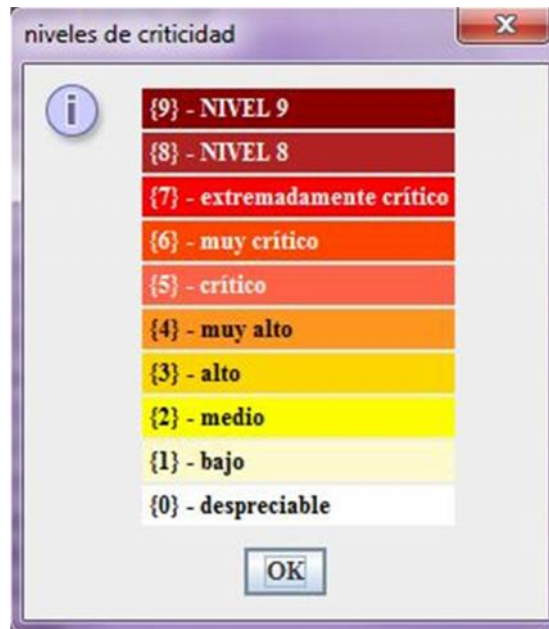 niveles de criticidad
{9} - NIVEL 9
{8} - NIVEL 8
{7} - extremadamente crítico
{6} - muy crítico
{5} - crítico
{4} - muy alto
{3} - alto
{2} - medio
{1} - bajo
{0} - despreciable
OK